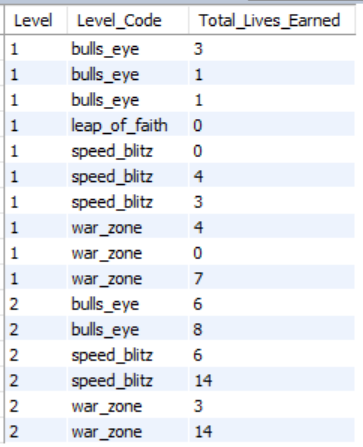 Level Level_Code Total_Lives_Earned
1 bulls_eye 3
1 bulls_eye 1
1 bulls_eye 1
1 leap_of_faith 0
1 speed_blitz 0
1 speed_blitz 4
1 speed_blitz 3
1 war_zone 4
1 war_zone 0
1 war_zone 7
2 bulls_eye 6
2 bulls_eye 8
2 speed_blitz 6
2 speed_blitz 14
2 war_zone 3
2 war_zone 14